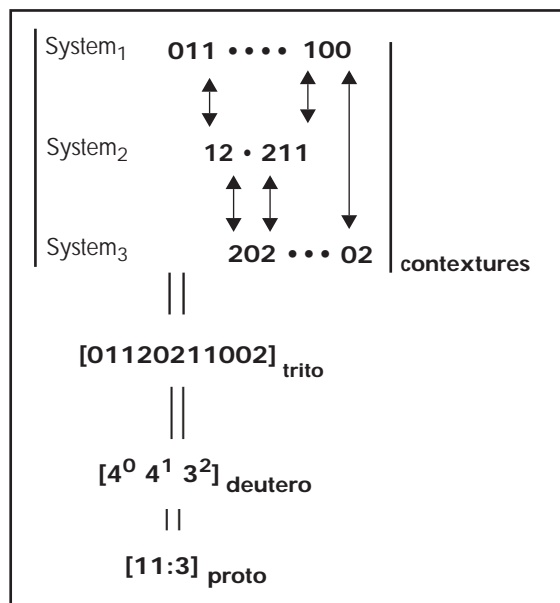 System₁ 011 •••• 100
System₂ 12 • 211
System₃ 202 ••• 02
contextures
[01120211002] trito
[4⁰ 4¹ 3²] deutero
[11:3] proto